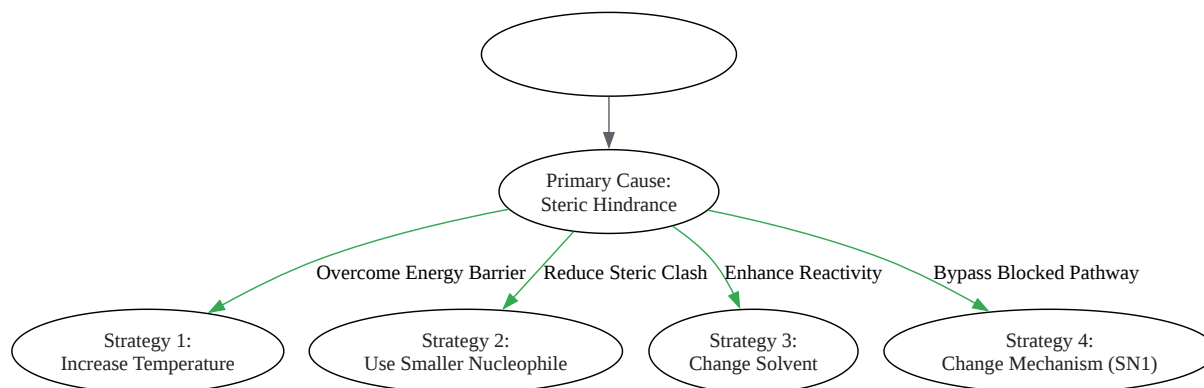 Primary Cause:
Steric Hindrance
Overcome Energy Barrier
Reduce Steric Clash
Enhance Reactivity
Bypass Blocked Pathway
Strategy 1:
Increase Temperature
Strategy 2:
Use Smaller Nucleophile
Strategy 3:
Change Solvent
Strategy 4:
Change Mechanism (SN1)